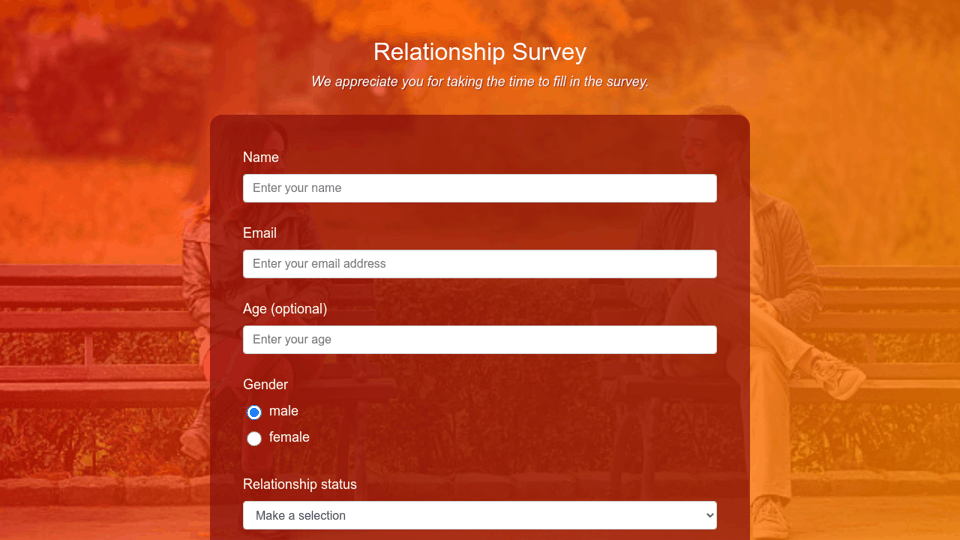 Relationship Survey
We appreciate you for taking the time to fill in the survey.
Name
Enter your name
Email
Enter your email address
Age (optional)
Enter your age
Gender
male
female
Relationship status
Make a selection